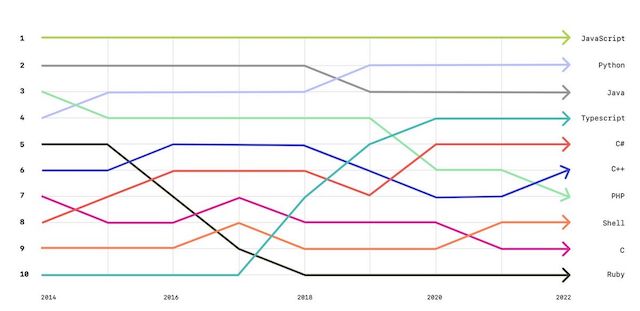 1 JavaScript
2 Python
3 Java
4 Typescript
5 C#
6 C++
7 PHP
8 Shell
9 C
10 Ruby
2014 2016 2018 2020 2022